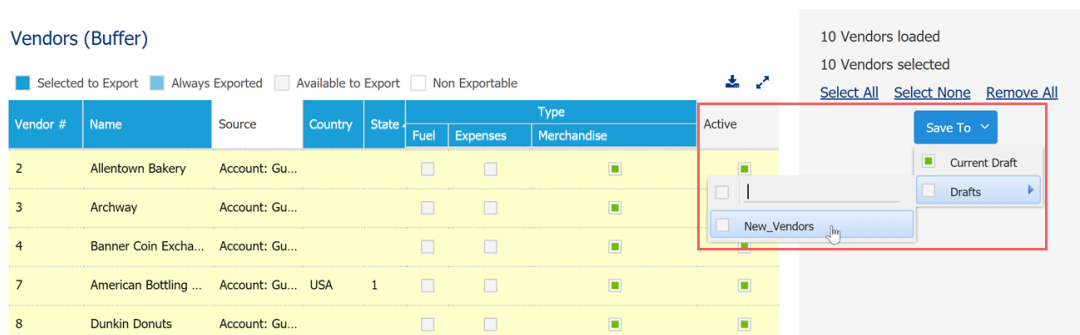 Vendors (Buffer)
10 Vendors loaded
10 Vendors selected
Select All Select None Remove All
Selected to Export Always Exported Available to Export Non Exportable
Vendor # Name Source Country State Type Active
Fuel Expenses Merchandise
Save To
Current Draft
Drafts
New_Vendors
2 Allentown Bakery Account: Gu...
3 Archway Account: Gu...
4 Banner Coin Excha... Account: Gu...
7 American Bottling ... Account: Gu... USA 1
8 Dunkin Donuts Account: Gu...